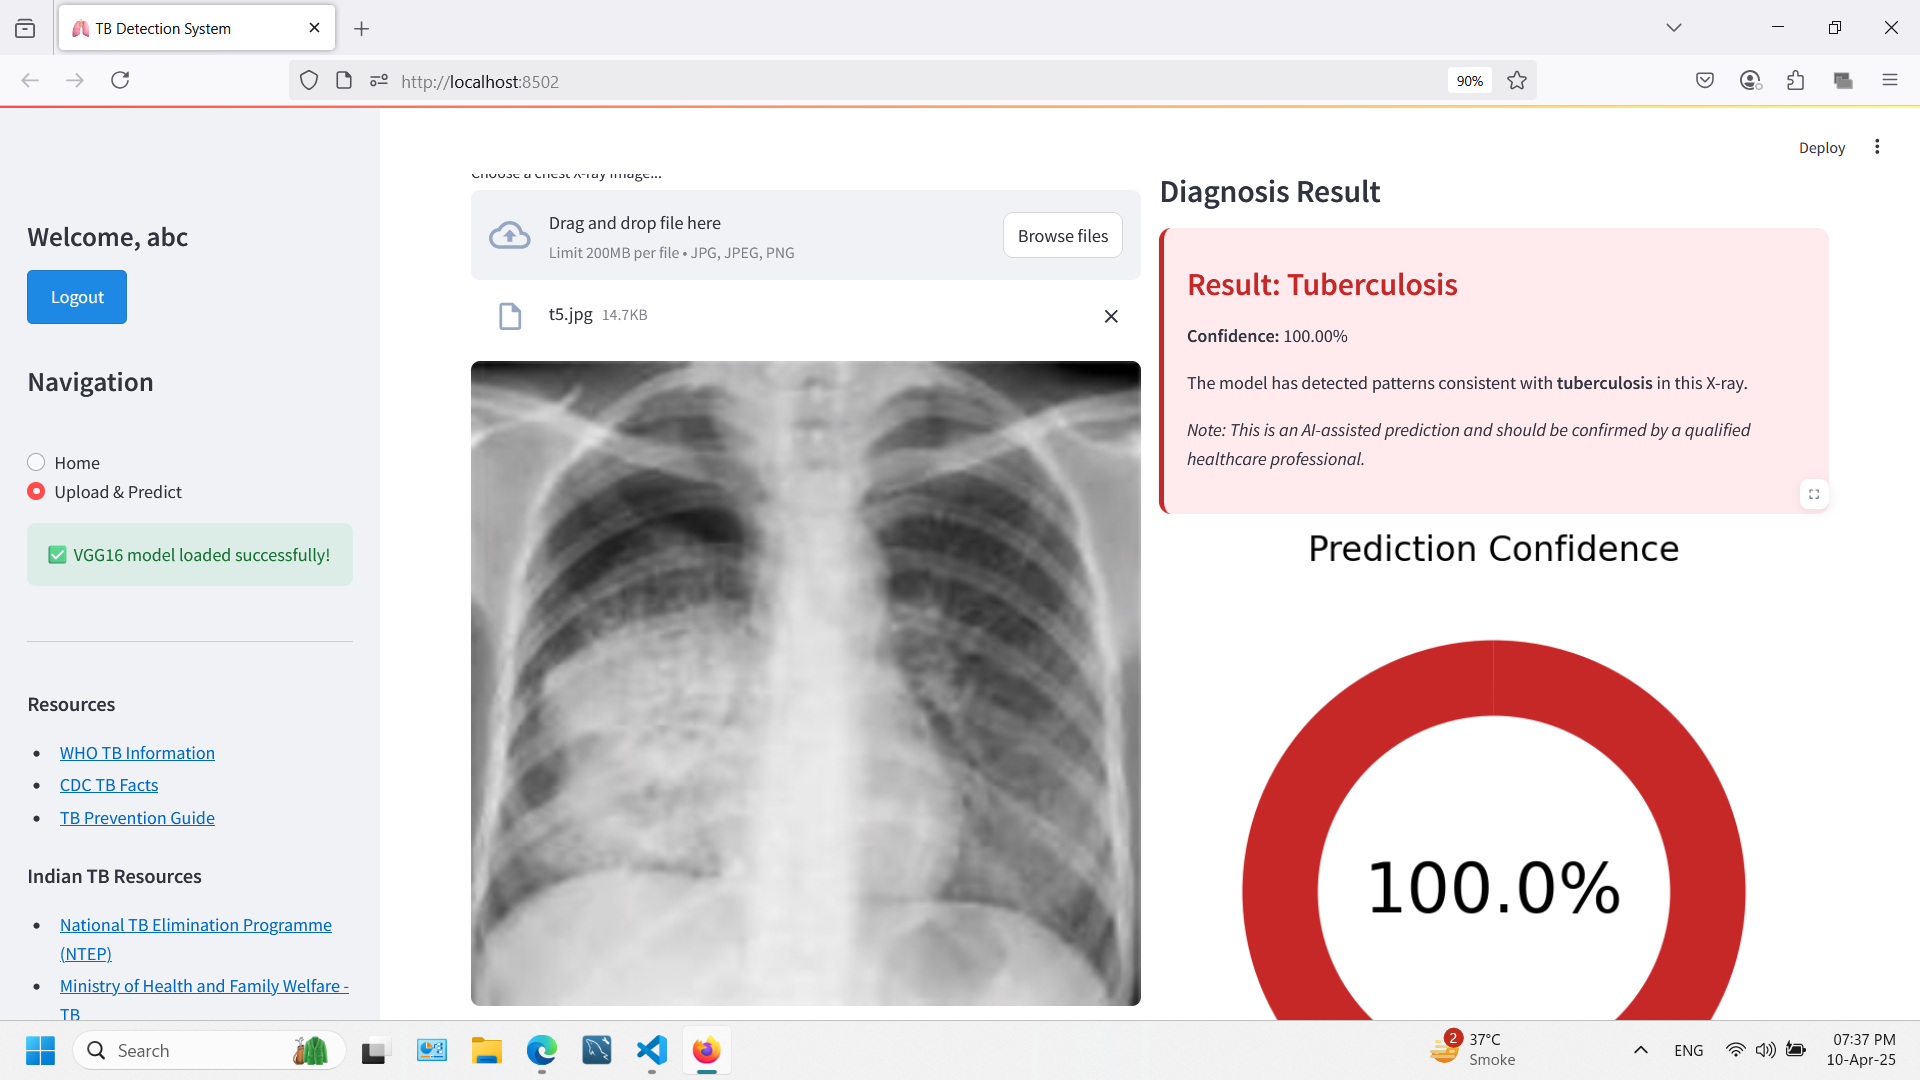 TB Detection System
http://localhost:8502
90%
Deploy
Welcome, abc
Logout
Navigation
Home
Upload & Predict
VGG16 model loaded successfully!
Resources
WHO TB Information
CDC TB Facts
TB Prevention Guide
Indian TB Resources
National TB Elimination Programme
(NTEP)
Ministry of Health and Family Welfare -
TB
Choose a chest X-ray image...
Drag and drop file here
Limit 200MB per file • JPG, JPEG, PNG
Browse files
t5.jpg 14.7KB
Diagnosis Result
Result: Tuberculosis
Confidence: 100.00%
The model has detected patterns consistent with tuberculosis in this X-ray.
Note: This is an AI-assisted prediction and should be confirmed by a qualified
healthcare professional.
Prediction Confidence
100.0%
Search
2
37°C
Smoke
ENG
07:37 PM
10-Apr-25